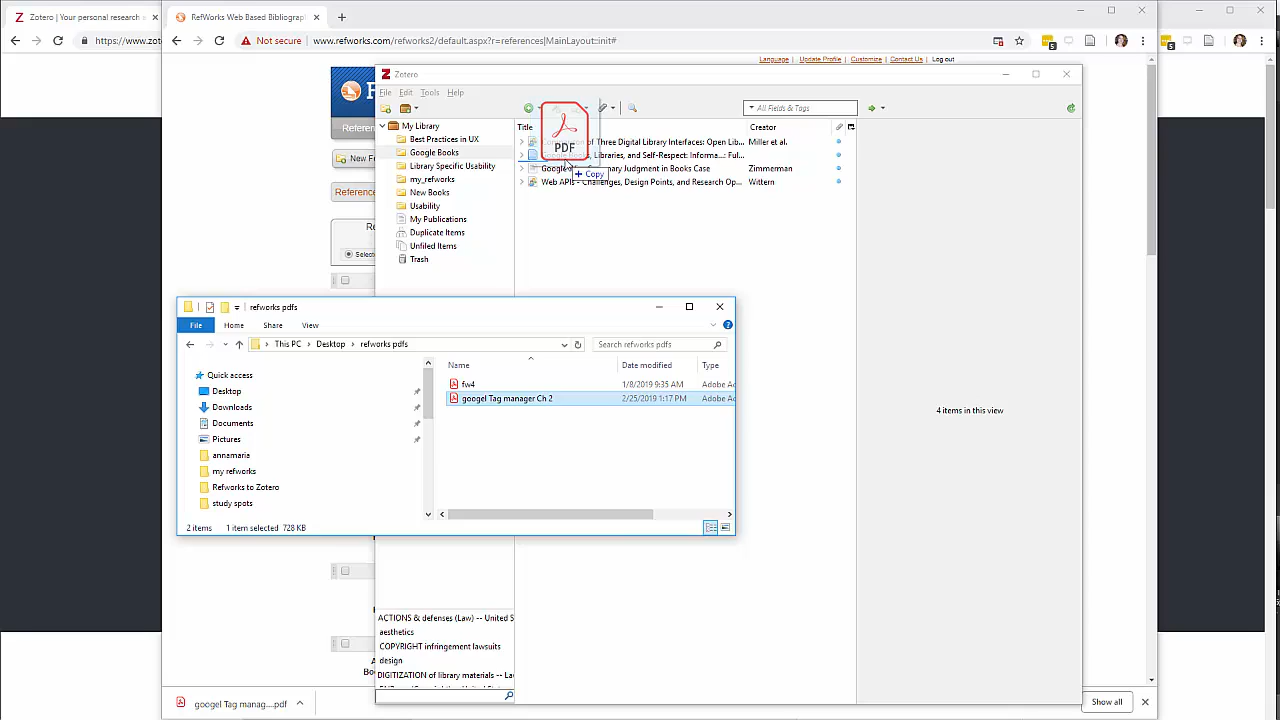 Zotero | Your personal research
RefWorks Web Based Bibliograph
https://www.zot
Not secure
www.refworks.com/refworks2/default.aspx?r=references|MainLayout::init#
5
5
Language
Update Profile
Customize
Contact Us
Log out
Zotero
File Edit Tools Help
All Fields & Tags
Title
Creator
My Library
Best Practices in UX
Google Books
Library Specific Usability
my_refworks
New Books
Usability
My Publications
Duplicate Items
Unfiled Items
Trash
of Three Digital Library Interfaces: Open Lib...
Miller et al.
Libraries, and Self-Respect: Informa...: Ful...
Judgment in Books Case
Zimmerman
Web APIs - Challenges, Design Points, and Research Op...
Wittern
PDF
+ Copy
New F
Reference
Re
Select
4 items in this view
refworks pdfs
File Home Share View
This PC > Desktop > refworks pdfs
Search refworks pdfs
Name
Date modified
Type
Quick access
Desktop
Downloads
Documents
Pictures
annamaria
my refworks
Refworks to Zotero
study spots
fw4
1/8/2019 9:35 AM
Adobe Ac
googel Tag manager Ch 2
2/25/2019 1:17 PM
Adobe Ac
2 items
1 item selected 728 KB
ACTIONS & defenses (Law) -- United S
aesthetics
COPYRIGHT infringement lawsuits
design
DIGITIZATION of library materials -- La
Boo
googel Tag manag....pdf
Show all